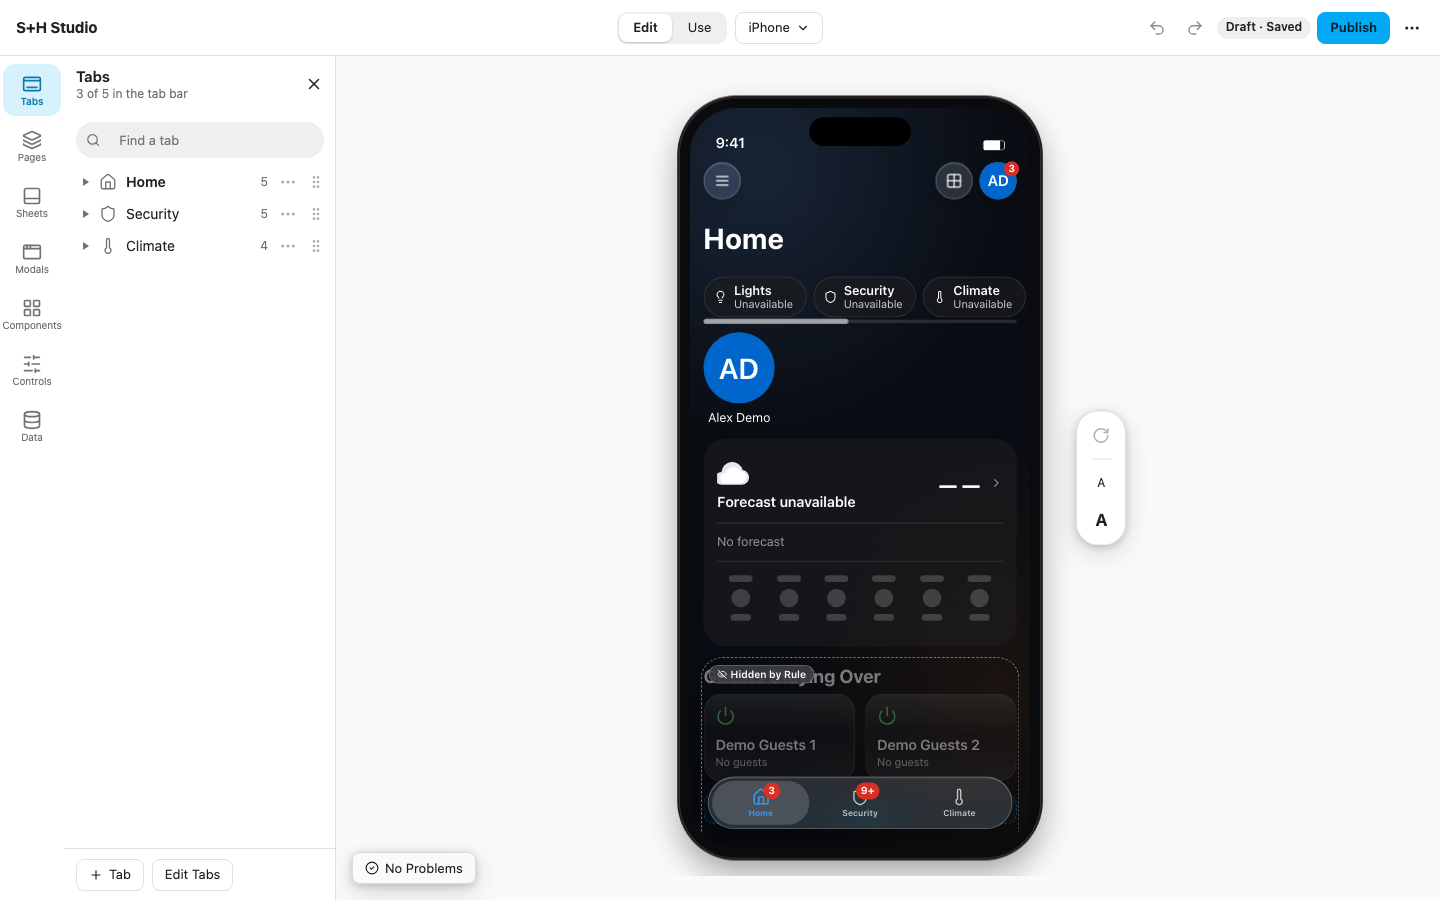 S+H Studio
Edit
Use
iPhone
Draft · Saved
Publish
Tabs
Pages
Sheets
Modals
Components
Controls
Data
Tabs
3 of 5 in the tab bar
Find a tab
Home 5
Security 5
Climate 4
+ Tab
Edit Tabs
No Problems
9:41
AD
3
Home
Lights
Unavailable
Security
Unavailable
Climate
Unavailable
AD
Alex Demo
Forecast unavailable
No forecast
Hidden by Rule
Over
Demo Guests 1
No guests
Demo Guests 2
No guests
3
Home
9+
Security
Climate
A
A